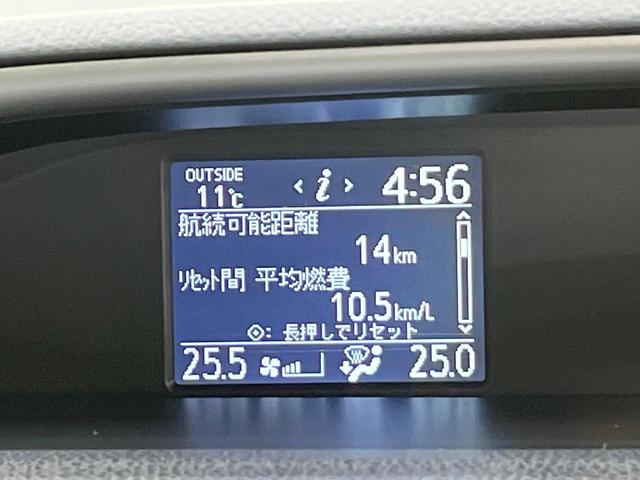 OUTSIDE
11℃
< i >
4:56
航続可能距離
14km
リセット間 平均燃費
10.5km/L
: 長押しでリセット
25.5
25.0